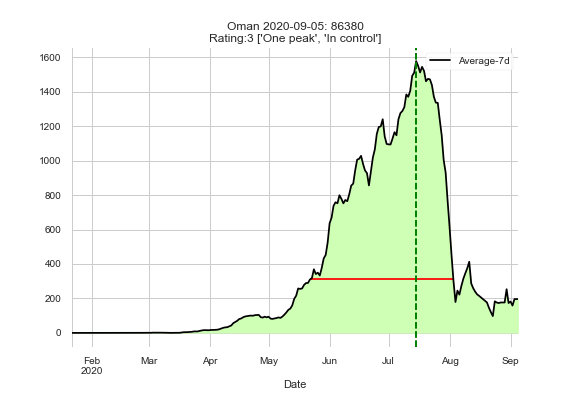 Oman 2020-09-05: 86380
Rating:3 ['One peak', 'In control']
Average-7d
1600
1400
1200
1000
800
600
400
200
0
Feb Mar Apr May Jun Jul Aug Sep
2020
Date